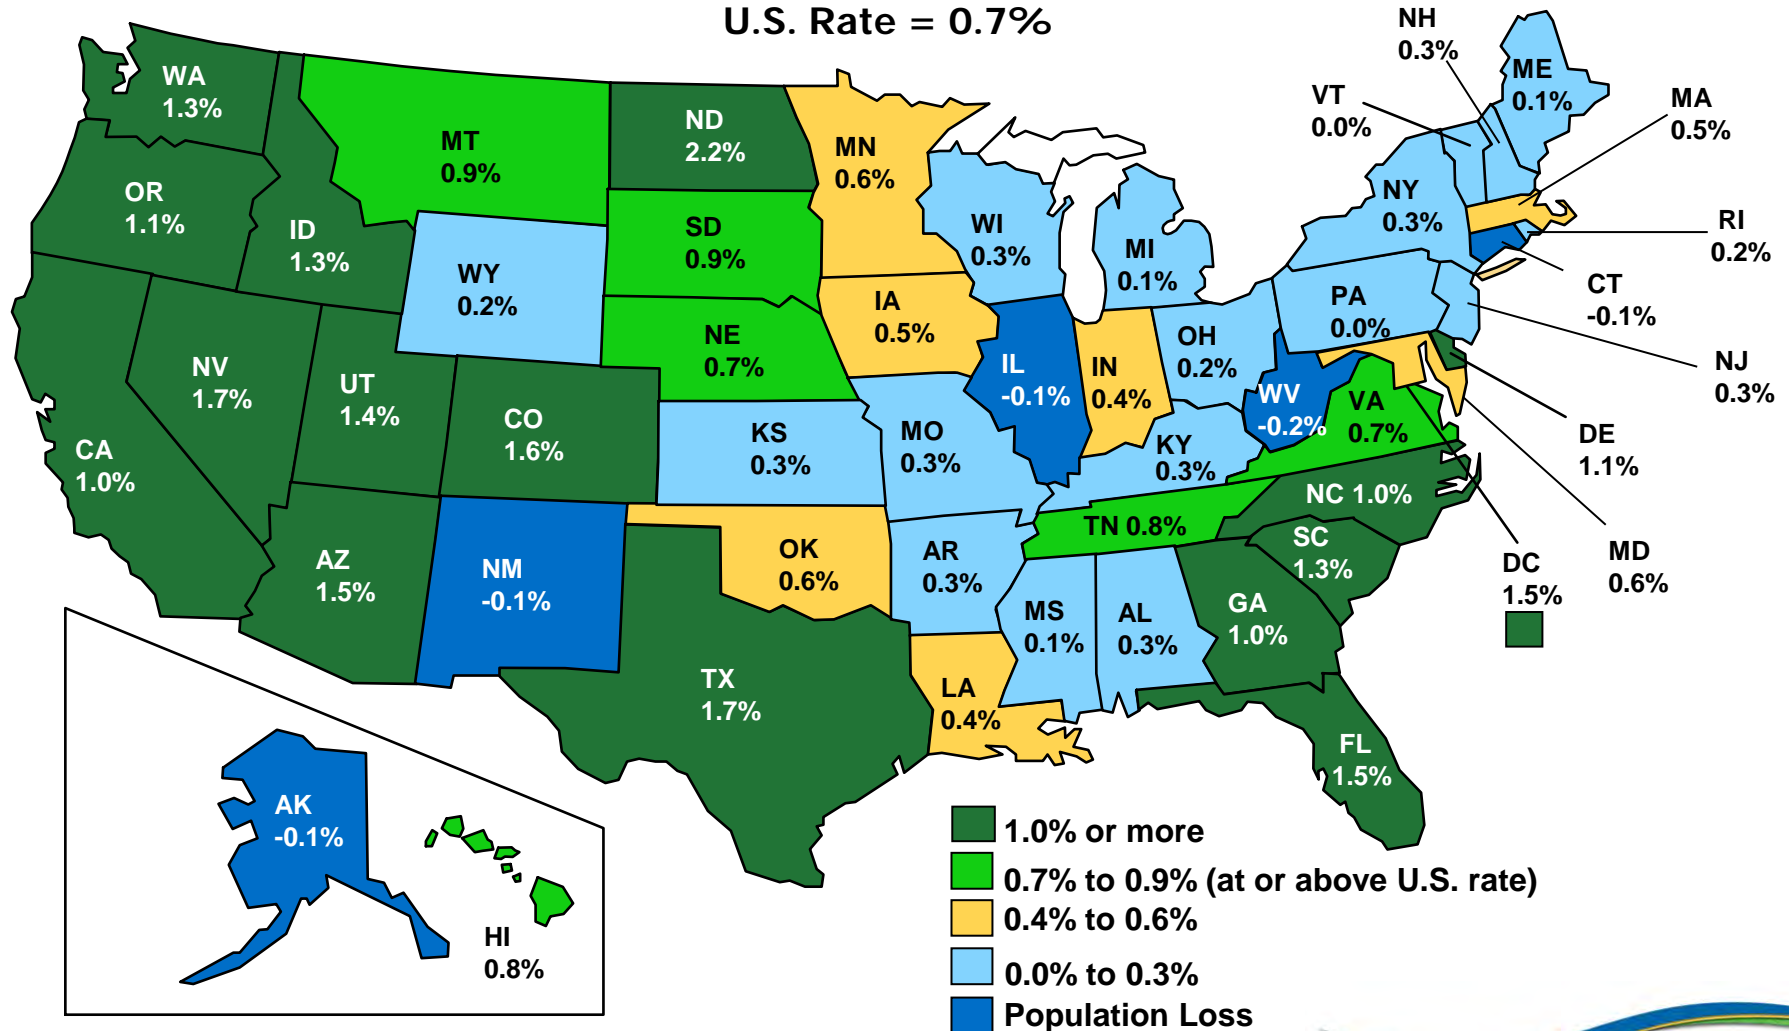 U.S. Rate = 0.7%
WA
1.3%
OR
1.1%
ID
1.3%
MT
0.9%
ND
2.2%
MN
0.6%
SD
0.9%
WY
0.2%
NE
0.7%
IA
0.5%
WI
0.3%
MI
0.1%
NH
0.3%
VT
0.0%
ME
0.1%
MA
0.5%
NY
0.3%
RI
0.2%
CT
-0.1%
PA
0.0%
NJ
0.3%
OH
0.2%
IN
0.4%
IL
-0.1%
WV
-0.2%
VA
0.7%
DE
1.1%
MD
0.6%
DC
1.5%
CA
1.0%
NV
1.7%
UT
1.4%
CO
1.6%
KS
0.3%
MO
0.3%
KY
0.3%
NC 1.0%
TN 0.8%
SC
1.3%
AZ
1.5%
NM
-0.1%
OK
0.6%
AR
0.3%
MS
0.1%
AL
0.3%
GA
1.0%
TX
1.7%
LA
0.4%
FL
1.5%
AK
-0.1%
HI
0.8%
1.0% or more
0.7% to 0.9% (at or above U.S. rate)
0.4% to 0.6%
0.0% to 0.3%
Population Loss